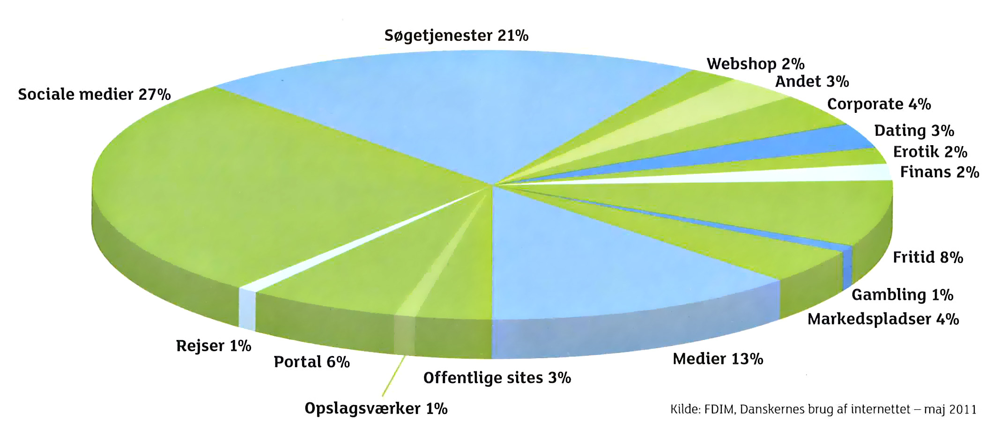 Søgetjenester 21%
Webshop 2%
Andet 3%
Sociale medier 27%
Corporate 4%
Dating 3%
Erotik 2%
Finans 2%
Fritid 8%
Gambling 1%
Markedspladser 4%
Rejser 1%
Medier 13%
Portal 6%
Offentlige sites 3%
Opslagsværker 1%
Kilde: FDIM, Danskernes brug af internettet – maj 2011